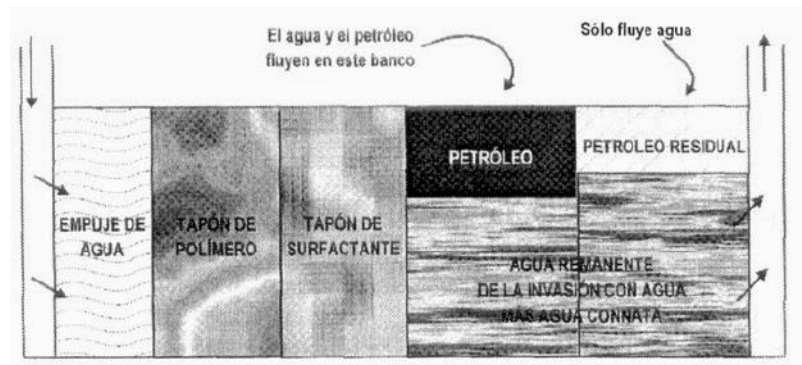 El agua y el petróleo
fluyen en este banco
Sólo fluye agua
PETRÓLEO
PETROLEO RESIDUAL
EMPUJE DE
AGUA
TAPÓN DE
POLÍMERO
TAPÓN DE
SURFACTANTE
AGUA REMANENTE
DE LA INVASIÓN CON AGUA
MÁS AGUA CONNATA